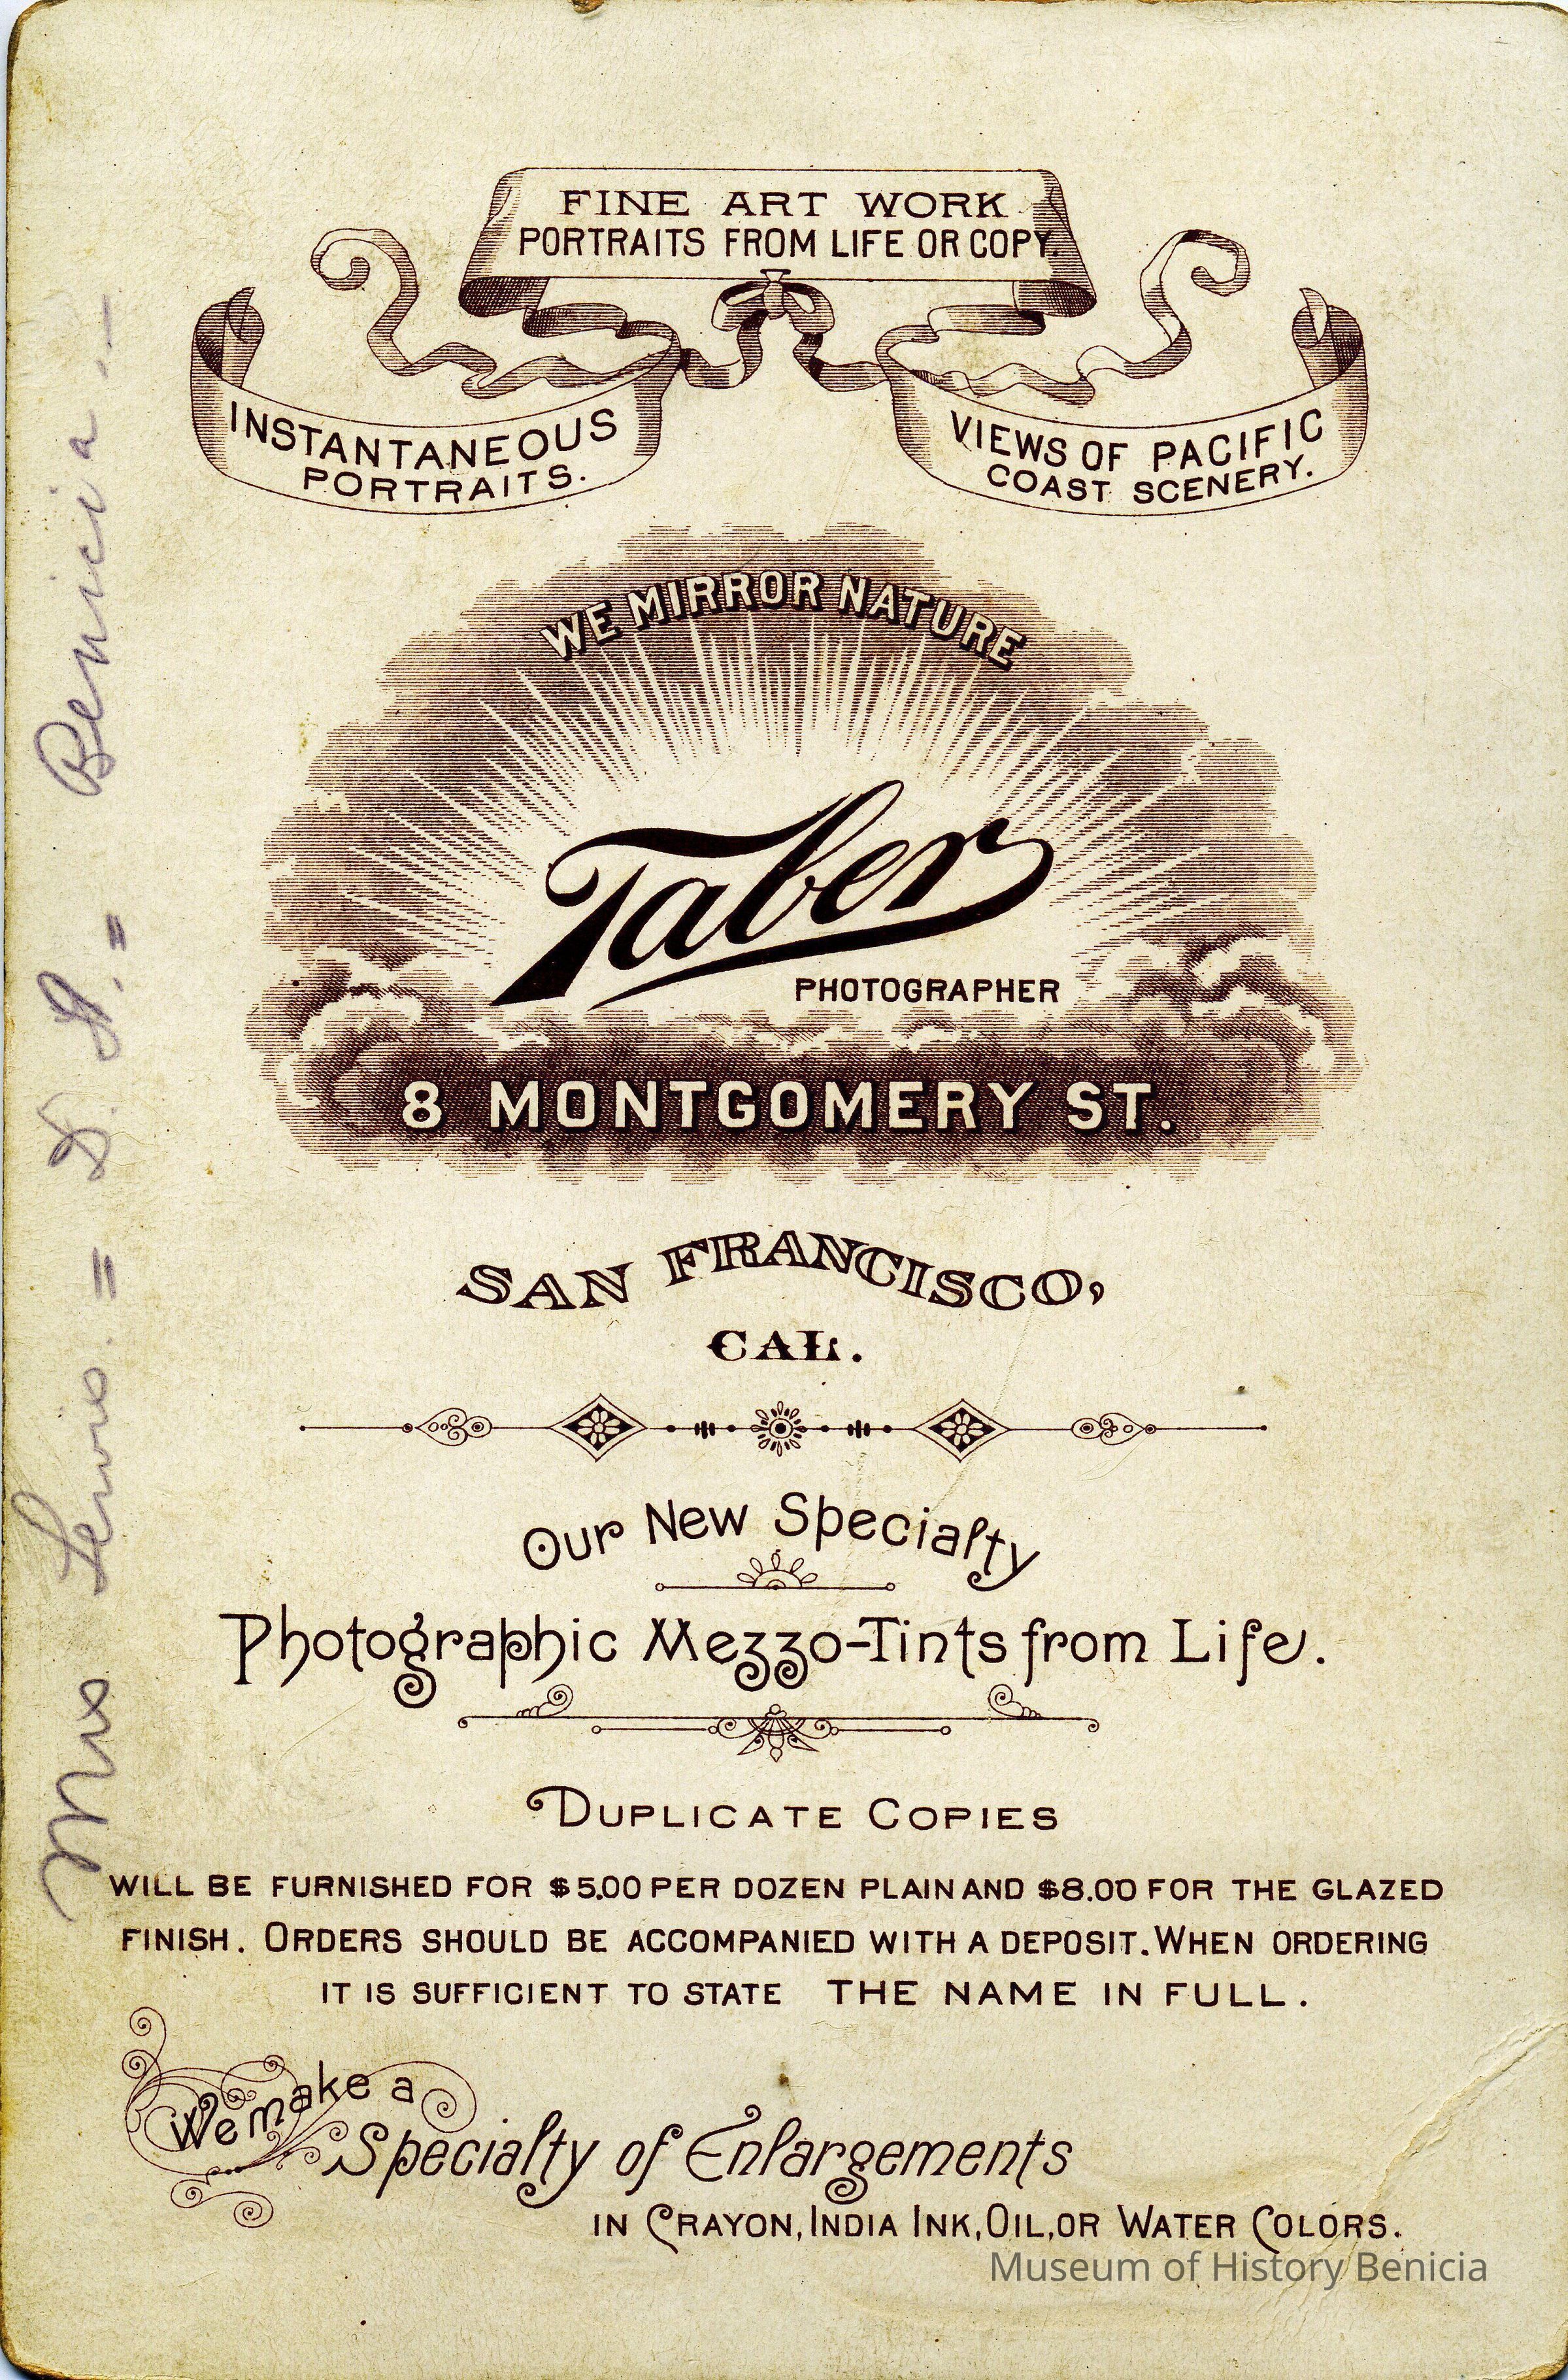 FINE ART WORK
PORTRAITS FROM LIFE OR COPY.
INSTANTANEOUS
PORTRAITS.
VIEWS OF PACIFIC
COAST SCENERY.
WE MIRROR NATURE
Taber
PHOTOGRAPHER
8 MONTGOMERY ST.
SAN FRANCISCO,
CAL.
Our New Specialty
Photographic Mezzo-Tints from Life.
DUPLICATE COPIES
WILL BE FURNISHED FOR $5.00 PER DOZEN PLAIN AND $8.00 FOR THE GLAZED
FINISH. ORDERS SHOULD BE ACCOMPANIED WITH A DEPOSIT. WHEN ORDERING
IT IS SUFFICIENT TO STATE THE NAME IN FULL.
We make a
Specialty of Enlargements
IN CRAYON, INDIA INK, OIL, OR WATER COLORS.
Museum of History Benicia
Mrs Lewis. = Benicia